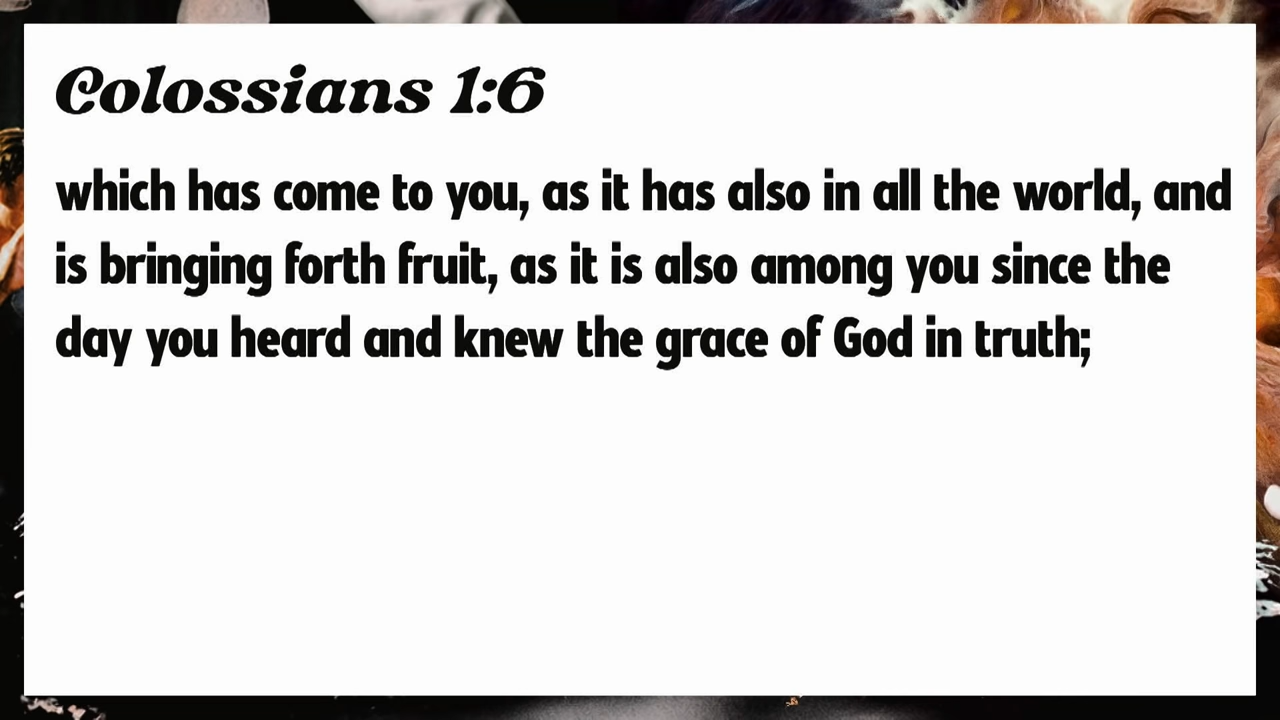 Colossians 1:6
which has come to you, as it has also in all the world, and
is bringing forth fruit, as it is also among you since the
day you heard and knew the grace of God in truth;